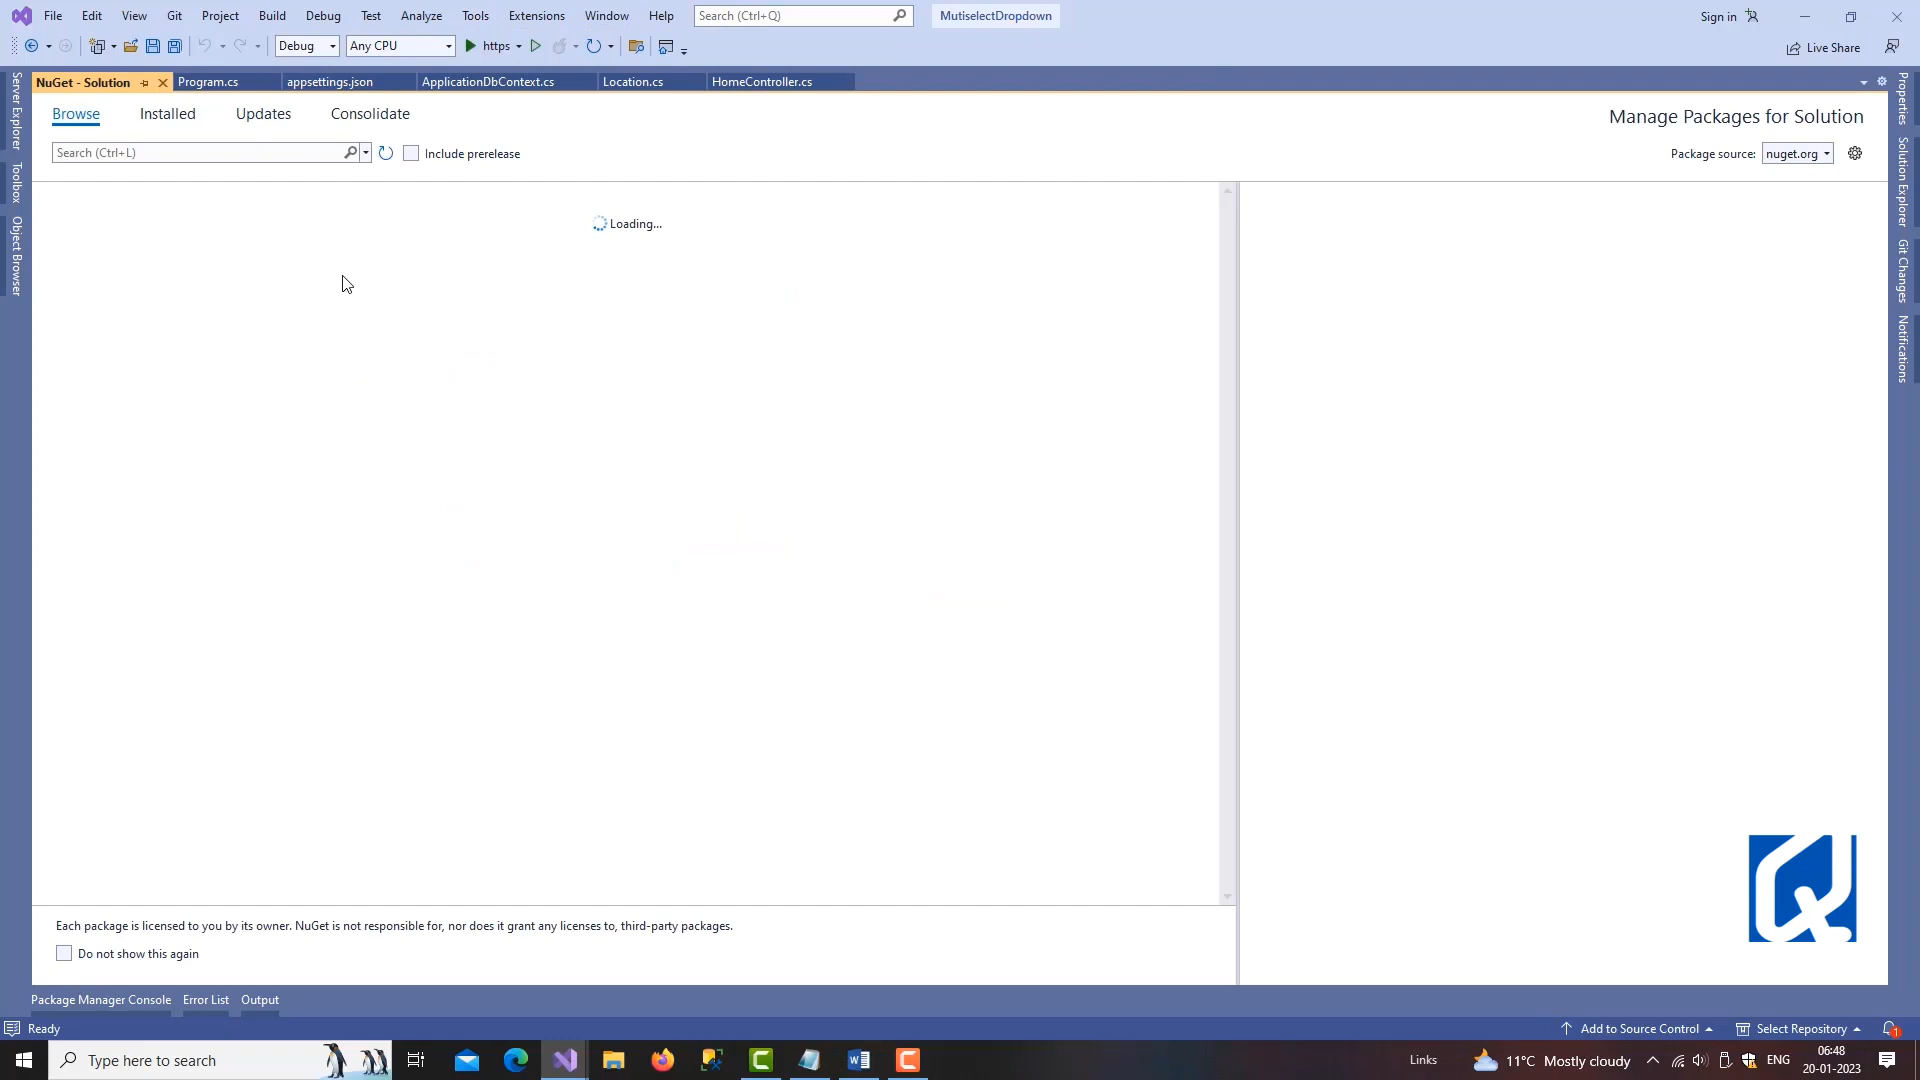 File Edit View Git Project Build Debug Test Analyze Tools Extensions Window Help Search (Ctrl+Q) MutiselectDropdown Sign in
Debug Any CPU https Live Share
NuGet - Solution Program.cs appsettings.json ApplicationDbContext.cs Location.cs HomeController.cs
Server Explorer
Toolbox
Object Browser
Browse Installed Updates Consolidate Manage Packages for Solution
Search (Ctrl+L) Include prerelease Package source: nuget.org
Loading...
Properties
Solution Explorer
Git Changes
Notifications
Each package is licensed to you by its owner. NuGet is not responsible for, nor does it grant any licenses to, third-party packages.
Do not show this again
Package Manager Console Error List Output
Ready Add to Source Control Select Repository 1
Type here to search Links 11°C Mostly cloudy ENG 06:48
20-01-2023